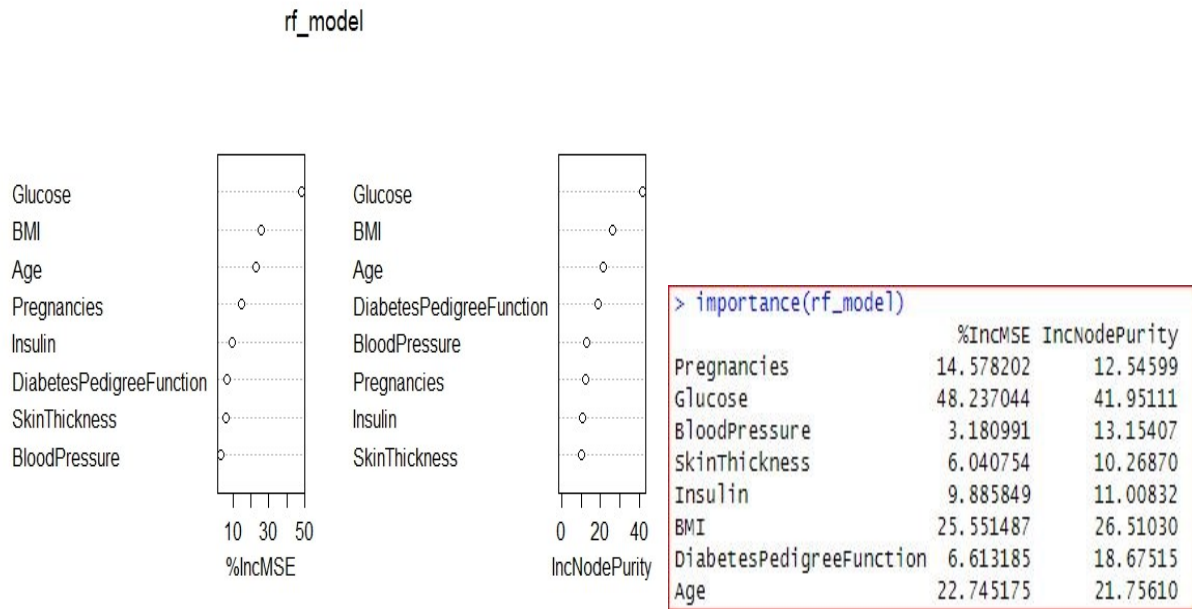 rf_model
Glucose
BMI
Age
Pregnancies
Insulin
DiabetesPedigreeFunction
SkinThickness
BloodPressure
10 30 50
%IncMSE
Glucose
BMI
Age
DiabetesPedigreeFunction
BloodPressure
Pregnancies
Insulin
SkinThickness
0 20 40
IncNodePurity
> importance(rf_model)
%IncMSE IncNodePurity
Pregnancies 14.578202 12.54599
Glucose 48.237044 41.95111
BloodPressure 3.180991 13.15407
SkinThickness 6.040754 10.26870
Insulin 9.885849 11.00832
BMI 25.551487 26.51030
DiabetesPedigreeFunction 6.613185 18.67515
Age 22.745175 21.75610